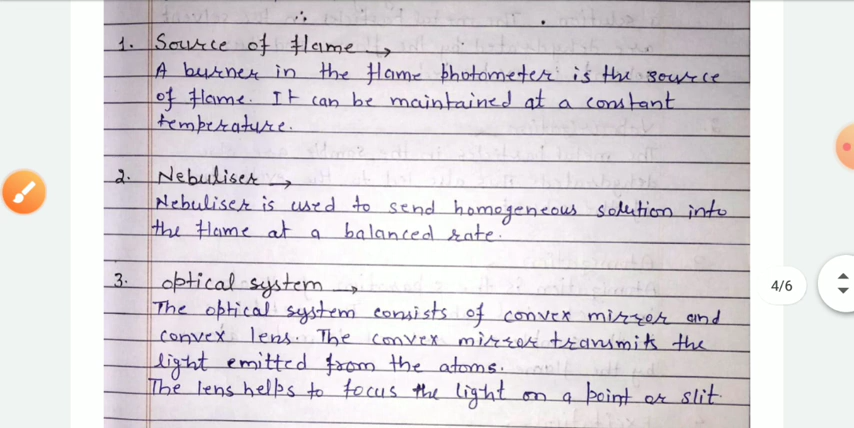 1. Source of flame →
A burner in the flame photometer is the source
of flame. It can be maintained at a constant
temperature.
2. Nebuliser →
Nebuliser is used to send homogeneous solution into
the flame at a balanced rate.
3. optical system →
The optical system consists of convex mirror and
convex lens. The convex mirror transmits the
light emitted from the atoms.
The lens helps to focus the light on a point or slit.
4/6